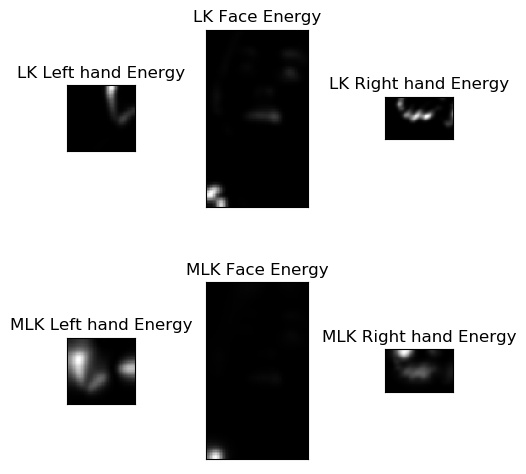 LK Face Energy
LK Left hand Energy
LK Right hand Energy
MLK Face Energy
MLK Left hand Energy
MLK Right hand Energy